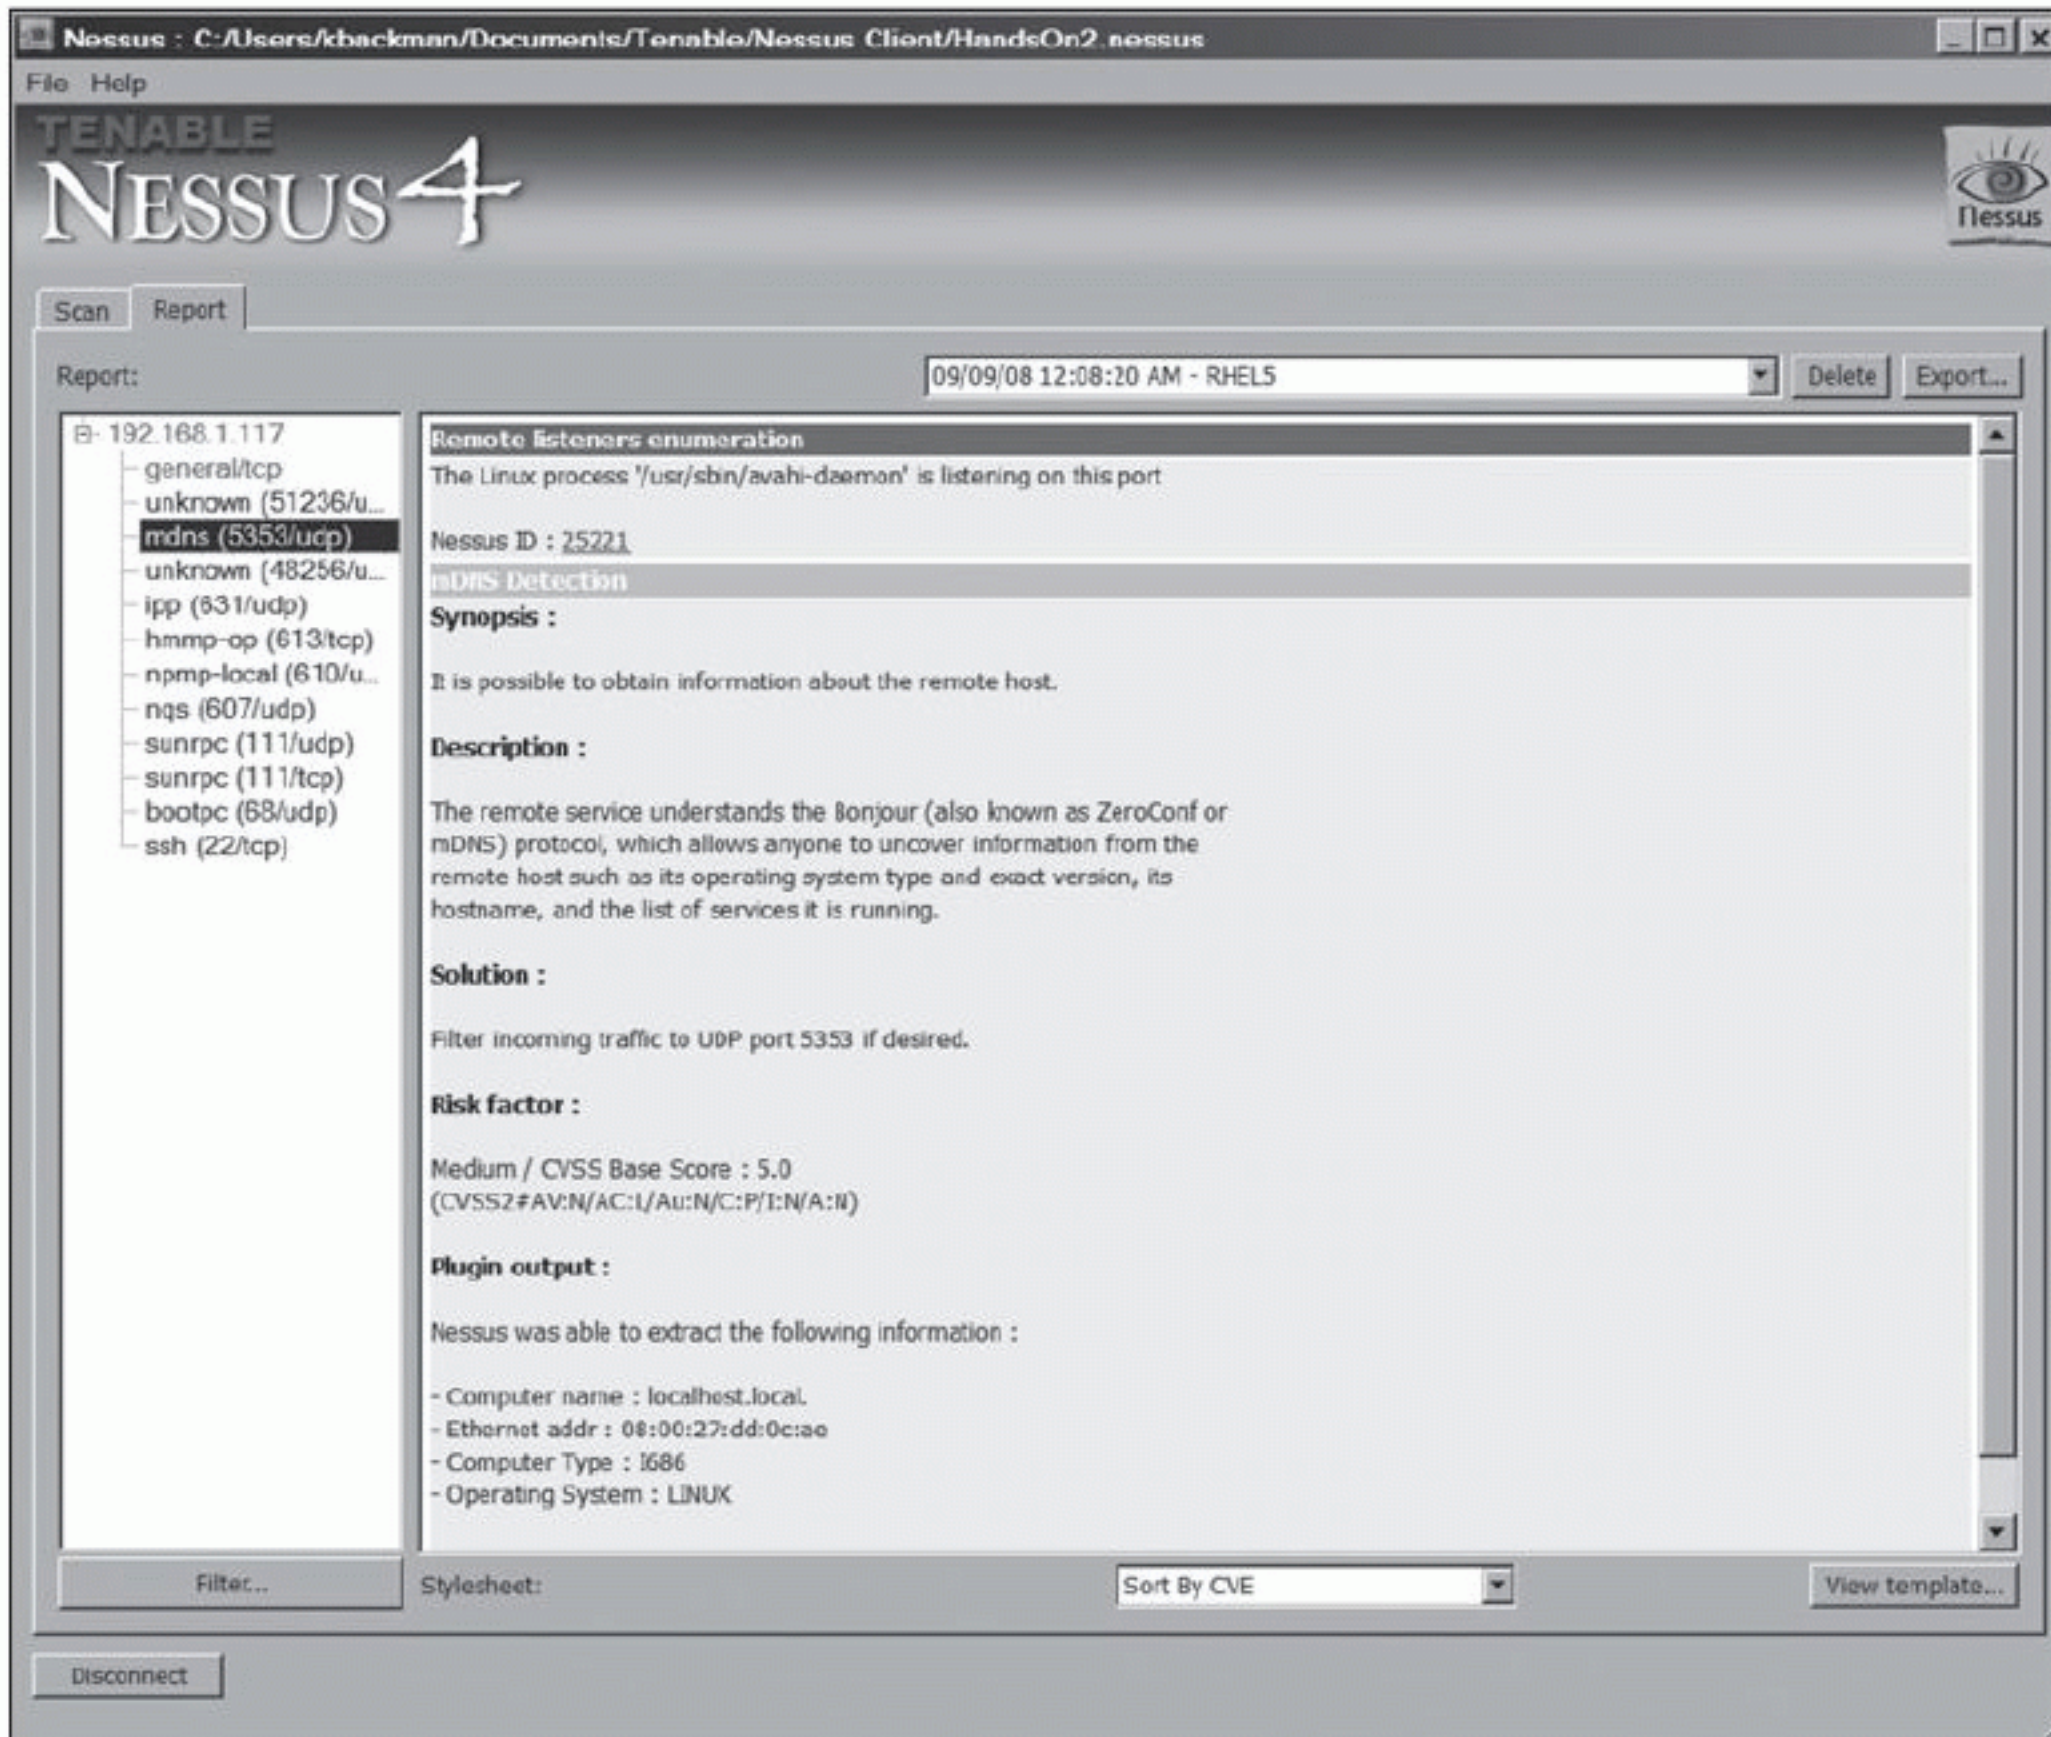 Nessus : C:/Users/kbackman/Documents/Tenable/Nessus Client/HandsOn2.nessus
File Help
TENABLE
NESSUS 4
Nessus
Scan Report
Report:
09/09/08 12:08:20 AM - RHEL5
Delete Export...
192.168.1.117
general/tcp
unknown (51236/u...
mdns (5353/udp)
unknown (48256/u...
ipp (631/udp)
hmmp-op (613/tcp)
npmp-local (610/u...
nqs (607/udp)
sunrpc (111/udp)
sunrpc (111/tcp)
bootpc (68/udp)
ssh (22/tcp)
Remote listeners enumeration
The Linux process '/usr/sbin/avahi-daemon' is listening on this port
Nessus ID : 25221
mDNS Detection
Synopsis :
It is possible to obtain information about the remote host.
Description :
The remote service understands the Bonjour (also known as ZeroConf or
mDNS) protocol, which allows anyone to uncover information from the
remote host such as its operating system type and exact version, its
hostname, and the list of services it is running.
Solution :
Filter incoming traffic to UDP port 5353 if desired.
Risk factor :
Medium / CVSS Base Score : 5.0
(CVSS2#AV:N/AC:L/Au:N/C:P/I:N/A:N)
Plugin output :
Nessus was able to extract the following information :
- Computer name : localhost.local.
- Ethernet addr : 08:00:27:dd:0c:ae
- Computer Type : I686
- Operating System : LINUX
Filter...
Stylesheet:
Sort By CVE
View template...
Disconnect